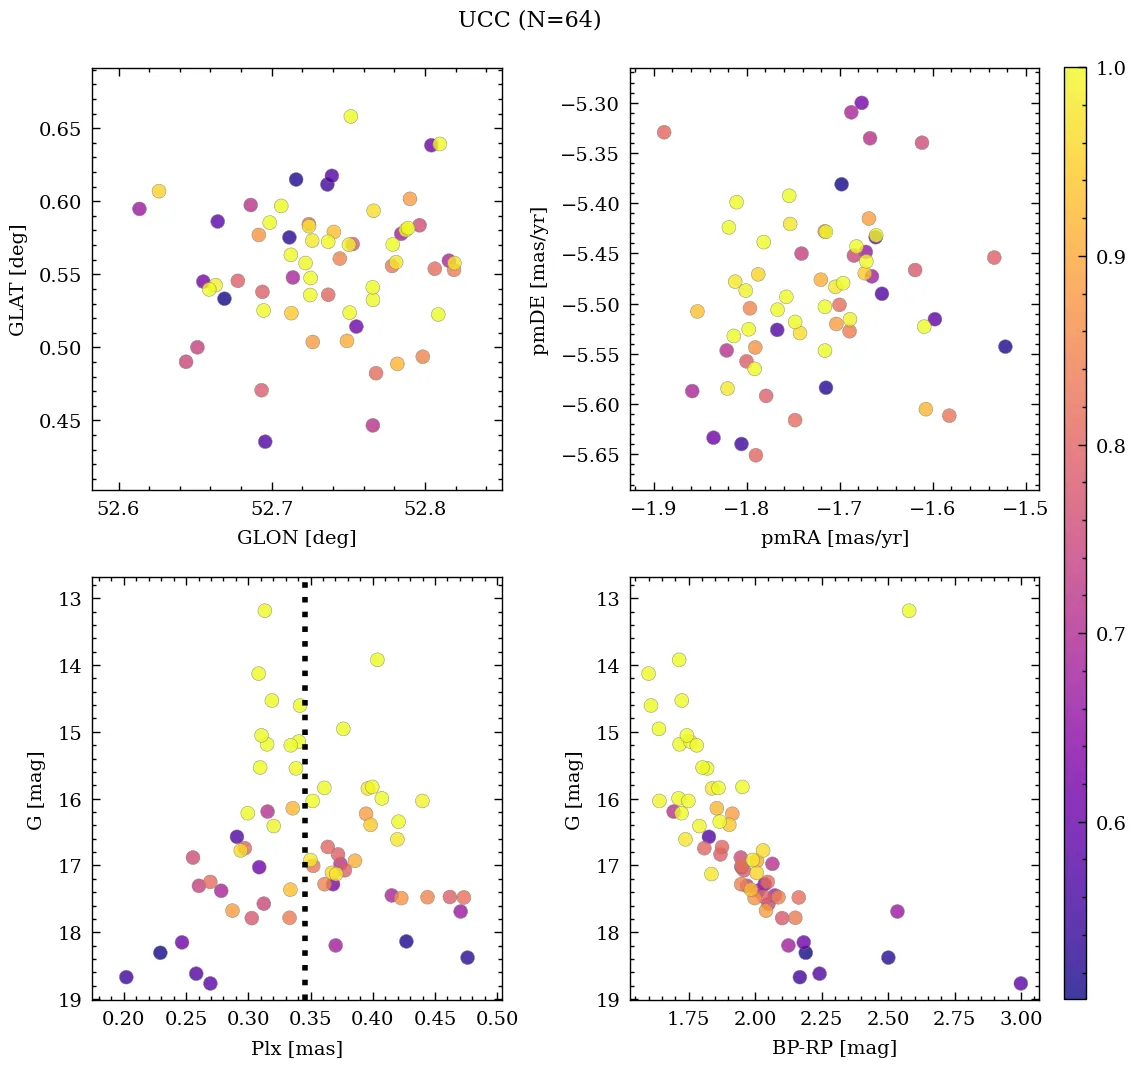 UCC (N=64)
0.65
0.60
0.55
0.50
0.45
GLAT [deg]
52.6 52.7 52.8
GLON [deg]
−5.30
−5.35
−5.40
−5.45
−5.50
−5.55
−5.60
−5.65
pmDE [mas/yr]
−1.9 −1.8 −1.7 −1.6 −1.5
pmRA [mas/yr]
1.0
0.9
0.8
0.7
0.6
13
14
15
16
17
18
19
G [mag]
0.20 0.25 0.30 0.35 0.40 0.45 0.50
Plx [mas]
13
14
15
16
17
18
19
G [mag]
1.75 2.00 2.25 2.50 2.75 3.00
BP-RP [mag]